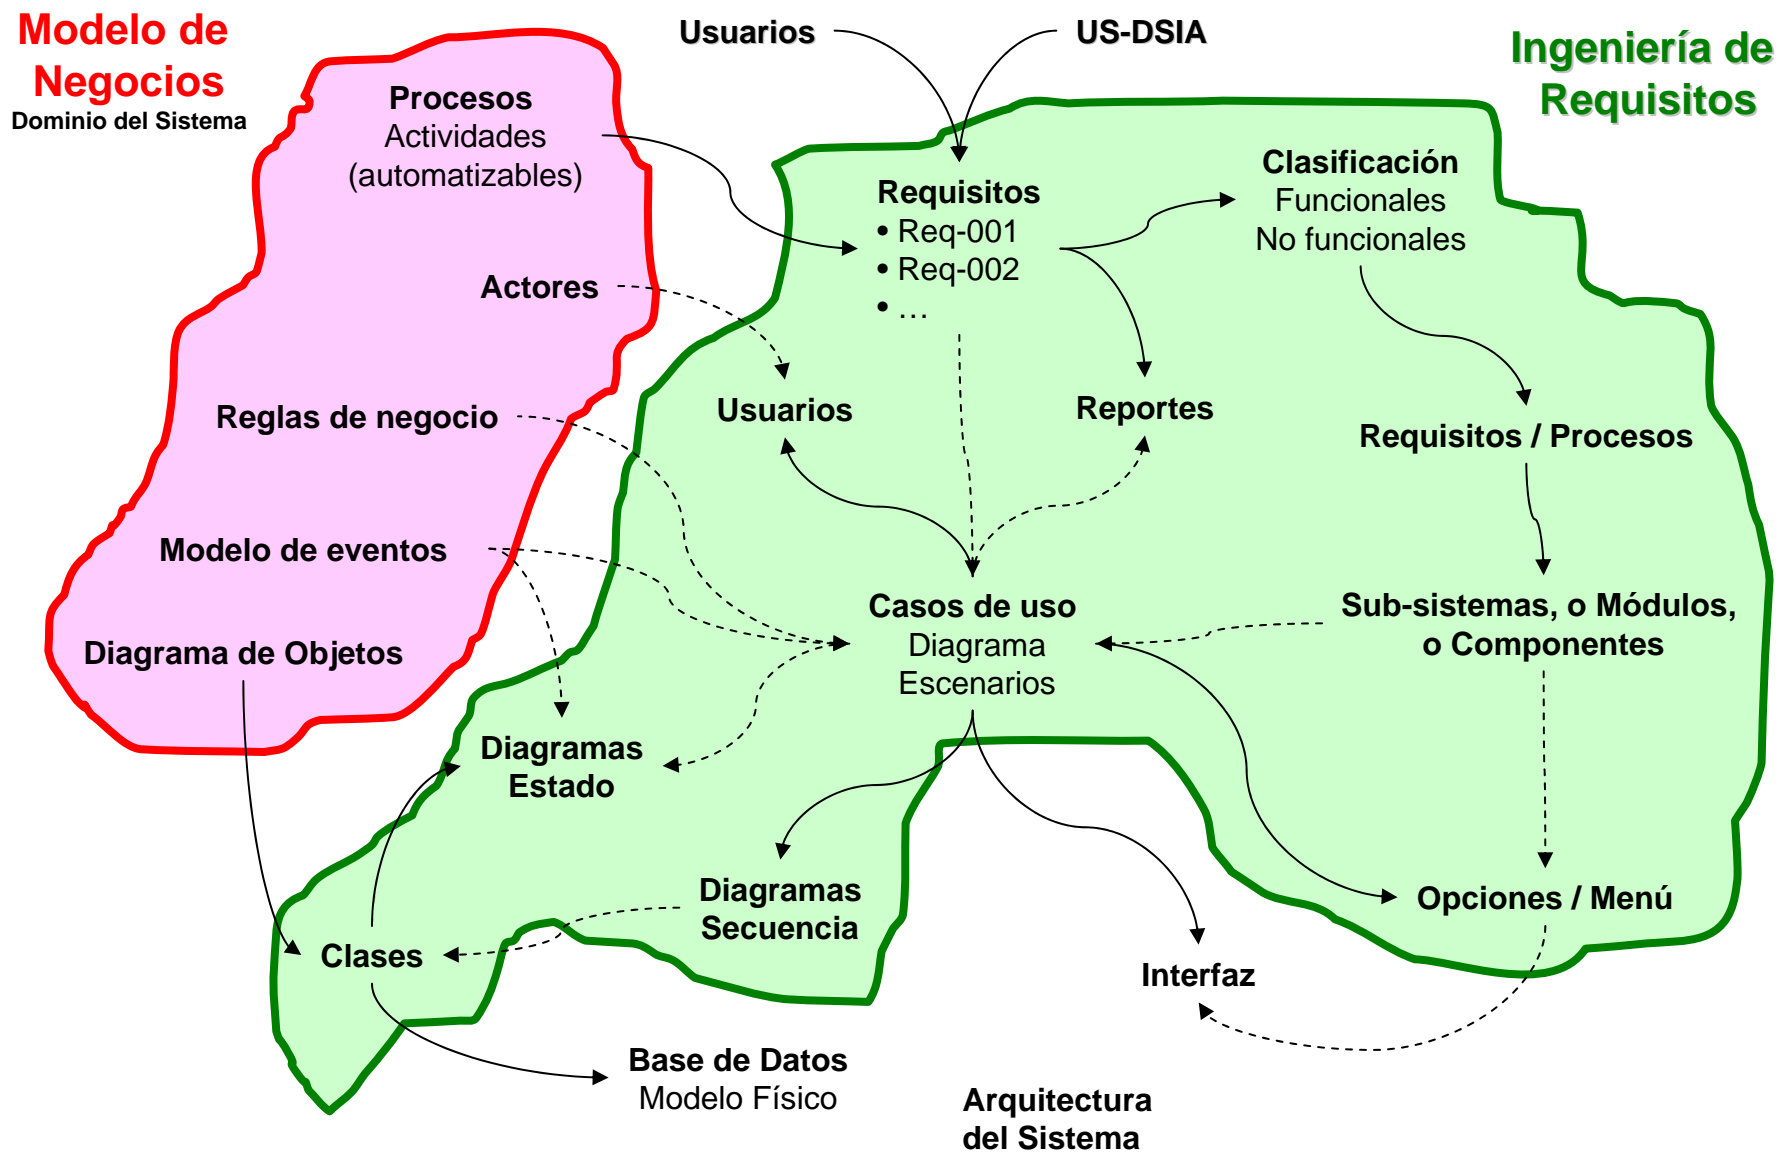 Modelo de
Negocios
Dominio del Sistema
Usuarios
US-DSIA
Ingeniería de
Requisitos
Procesos
Actividades
(automatizables)
Actores
Reglas de negocio
Modelo de eventos
Diagrama de Objetos
Requisitos
• Req-001
• Req-002
• ...
Clasificación
Funcionales
No funcionales
Usuarios
Reportes
Requisitos / Procesos
Casos de uso
Diagrama
Escenarios
Sub-sistemas, o Módulos,
o Componentes
Diagramas
Estado
Diagramas
Secuencia
Opciones / Menú
Clases
Interfaz
Base de Datos
Modelo Físico
Arquitectura
del Sistema